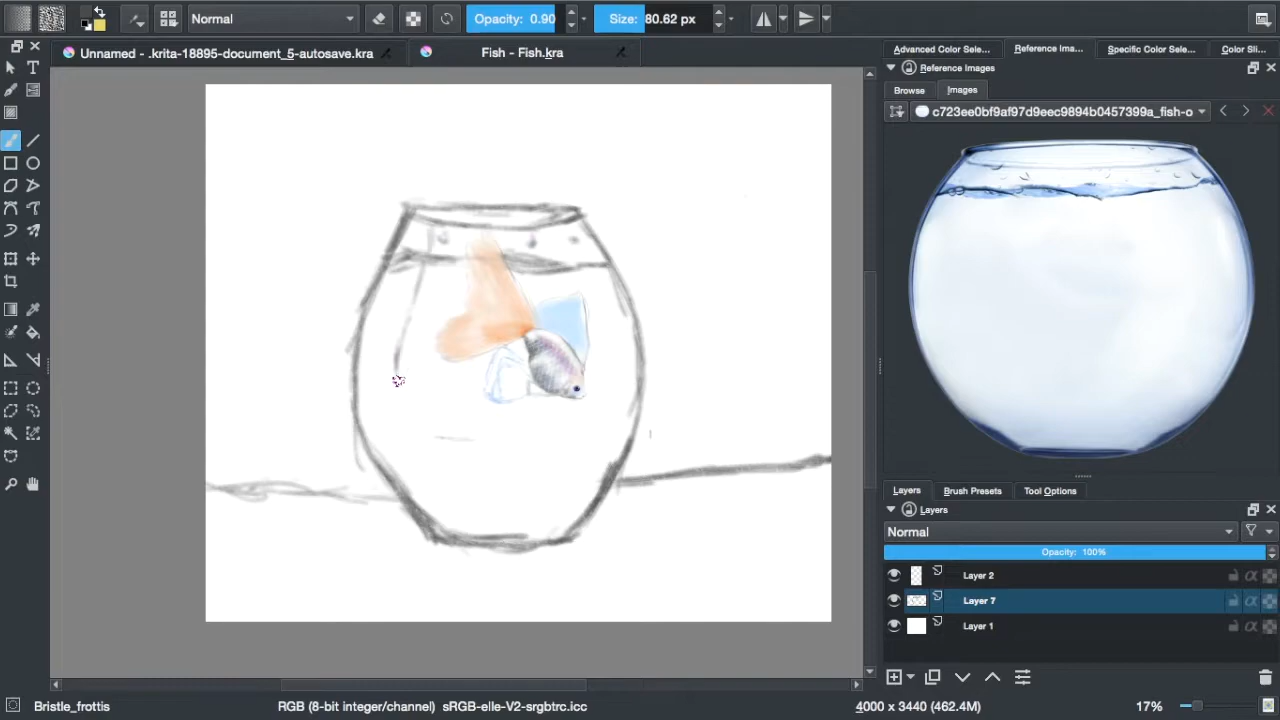 Normal
Opacity: 0.90
Size: 80.62 px
Unnamed - .krita-18895-document_5-autosave.kra
Fish - Fish.kra
Advanced Color Sele...
Reference Ima...
Specific Color Sele...
Color Sli...
Reference Images
Browse
Images
c723ee0bf9af97d9eec9894b0457399a_fish-o
Layers
Brush Presets
Tool Options
Layers
Normal
Opacity: 100%
Layer 2
Layer 7
Layer 1
Bristle_frottis
RGB (8-bit integer/channel) sRGB-elle-V2-srgbtrc.icc
4000 x 3440 (462.4M)
17%